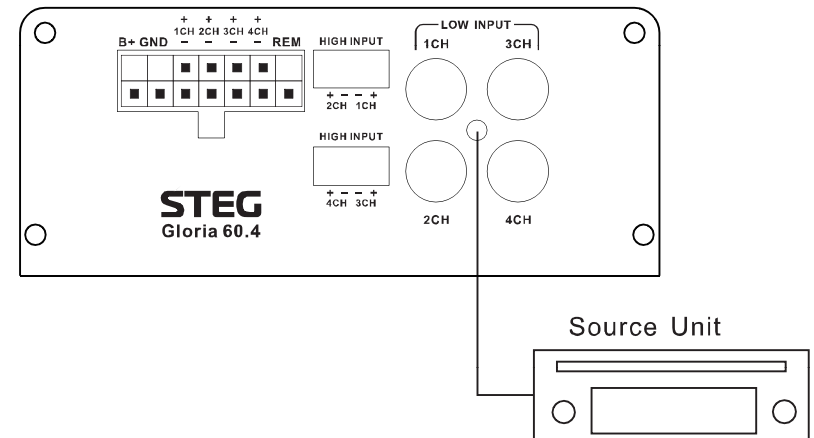 + + + +
1CH 2CH 3CH 4CH
B+ GND − − − − REM
HIGH INPUT
+ − − +
2CH 1CH
HIGH INPUT
+ − − +
4CH 3CH
LOW INPUT
1CH 3CH
2CH 4CH
STEG
Gloria 60.4
Source Unit